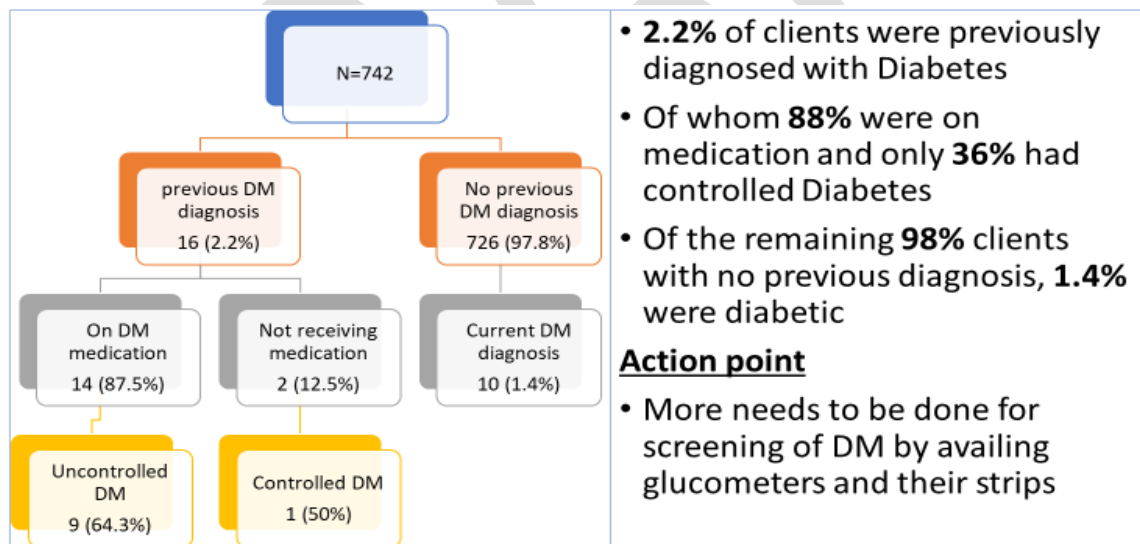 N=742
previous DM
diagnosis
16 (2.2%)
No previous
DM diagnosis
726 (97.8%)
On DM
medication
14 (87.5%)
Not receiving
medication
2 (12.5%)
Current DM
diagnosis
10 (1.4%)
Uncontrolled
DM
9 (64.3%)
Controlled DM
1 (50%)
• 2.2% of clients were previously
diagnosed with Diabetes
• Of whom 88% were on
medication and only 36% had
controlled Diabetes
• Of the remaining 98% clients
with no previous diagnosis, 1.4%
were diabetic
Action point
• More needs to be done for
screening of DM by availing
glucometers and their strips